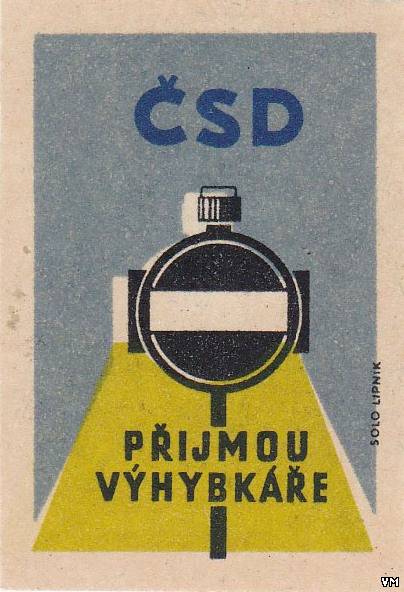 ČSD
PŘIJMOU
VÝHYBKÁŘE
SOLO LIPNÍK
VM